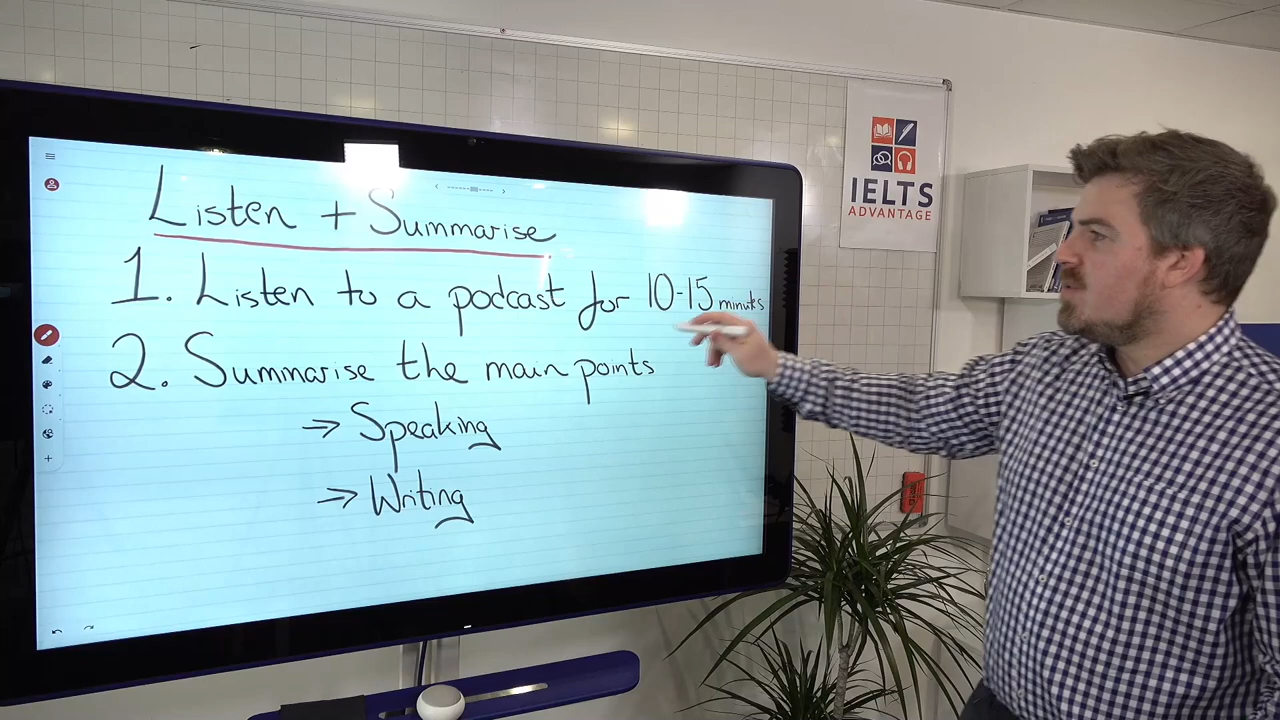 Listen + Summarise
1. Listen to a podcast for 10-15 minutes
2. Summarise the main points
→ Speaking
→ Writing
IELTS
ADVANTAGE